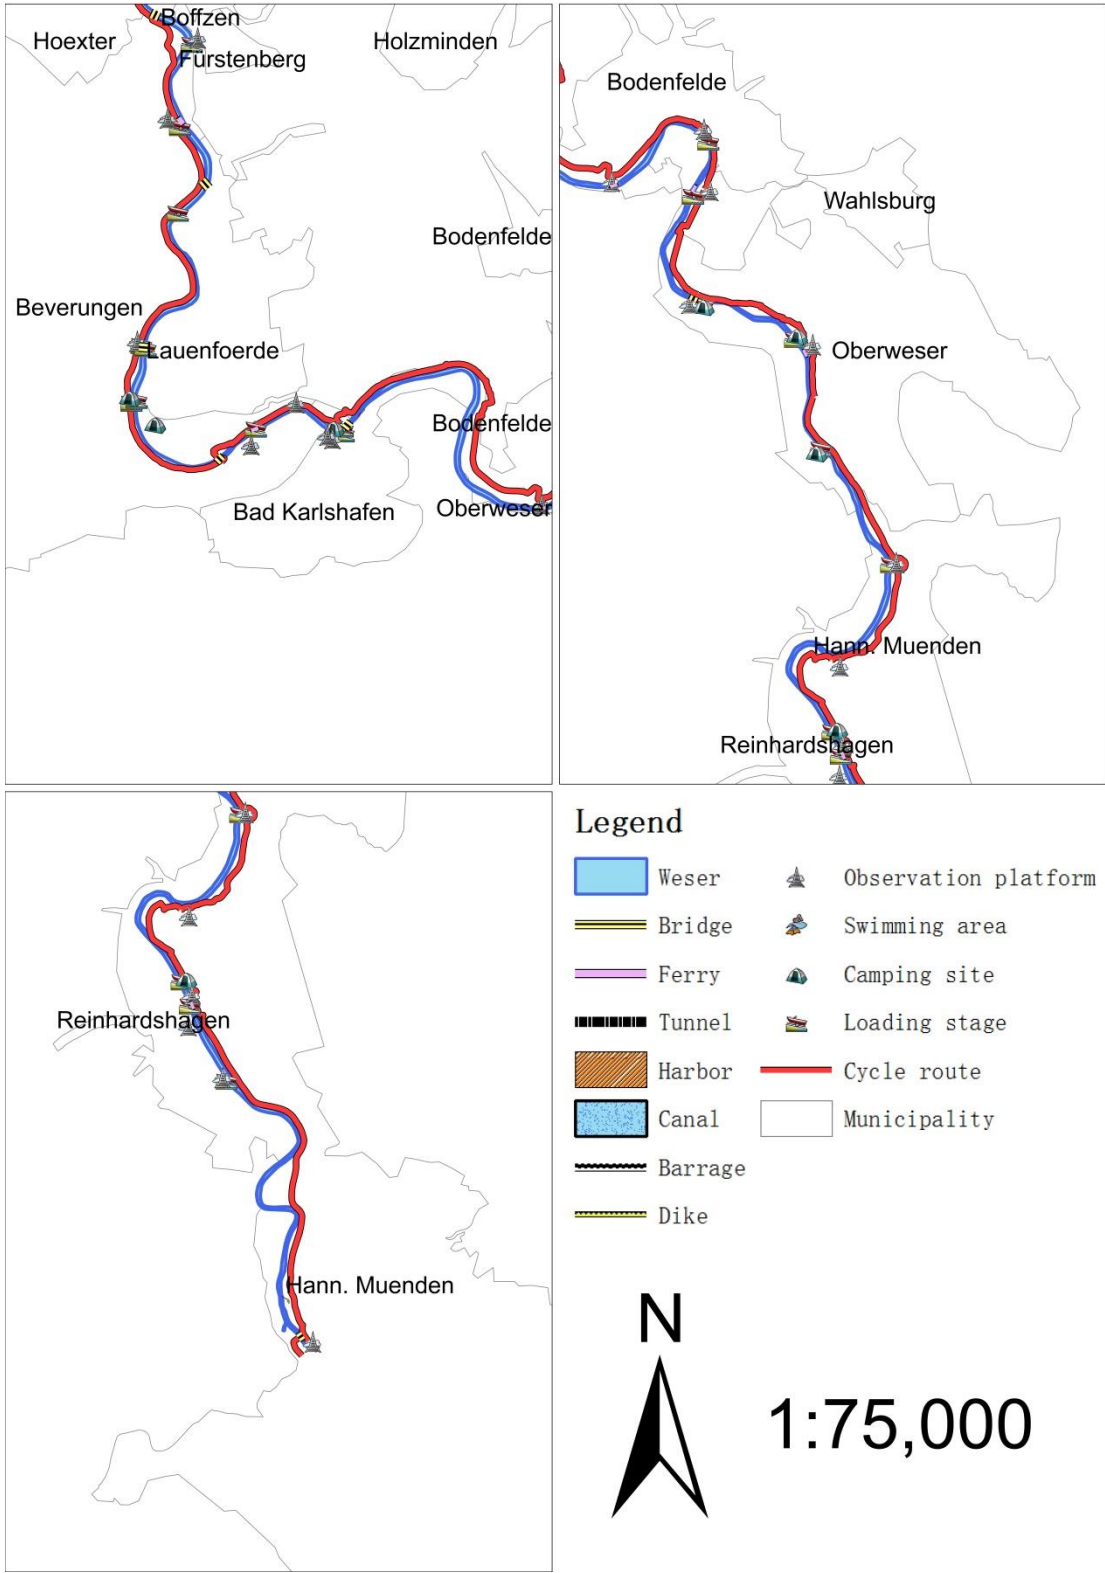 Boffzen
Hoexter
Holzminden
Fürstenberg
Bodenfelde
Beverungen
Lauenfoerde
Bodenfelde
Bad Karlshafen
Oberweser
Bodenfelde
Wahlsburg
Oberweser
Hann. Muenden
Reinhardshagen
Reinhardshagen
Hann. Muenden
Legend
Weser
Observation platform
Bridge
Swimming area
Ferry
Camping site
Tunnel
Loading stage
Harbor
Cycle route
Canal
Municipality
Barrage
Dike
N
1:75,000